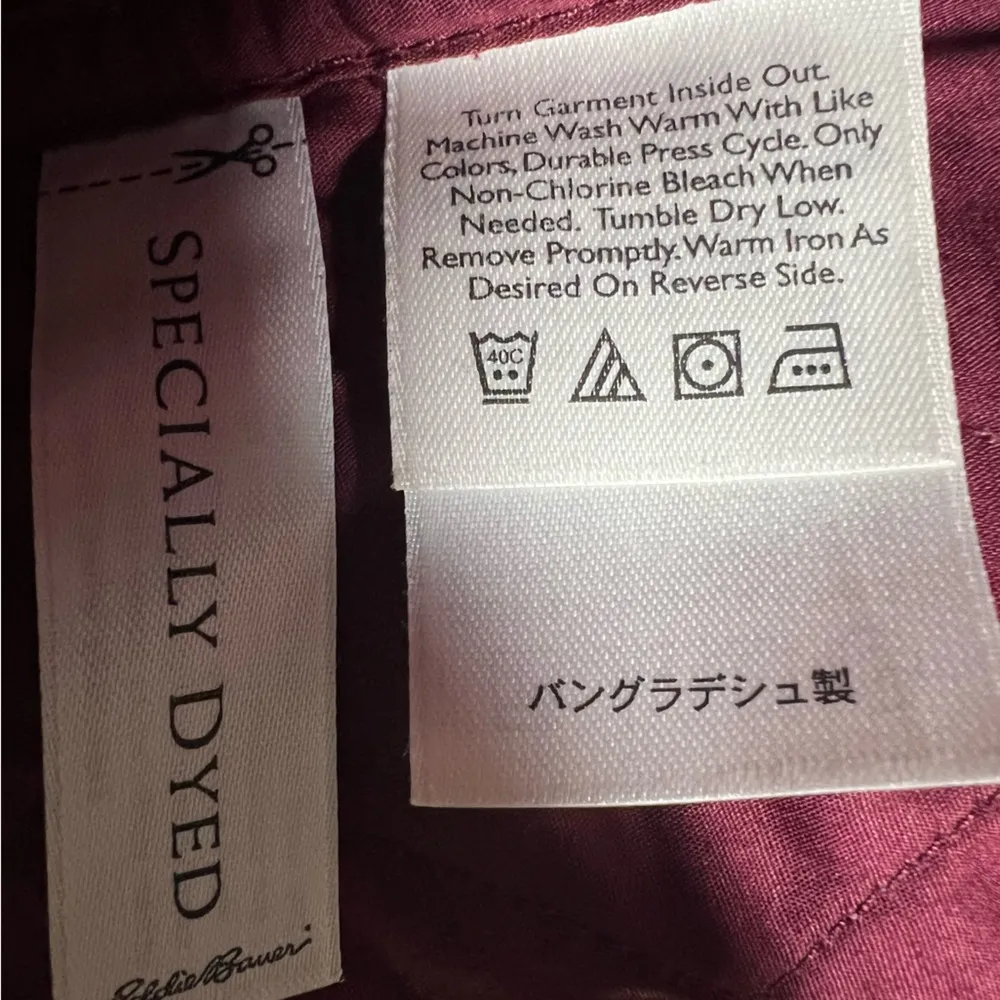 SPECIALLY DYED
Eddie Bauer
Turn Garment Inside Out.
Machine Wash Warm With Like
Colors, Durable Press Cycle. Only
Non-Chlorine Bleach When
Needed. Tumble Dry Low.
Remove Promptly. Warm Iron As
Desired On Reverse Side.
40C
バングラデシュ製